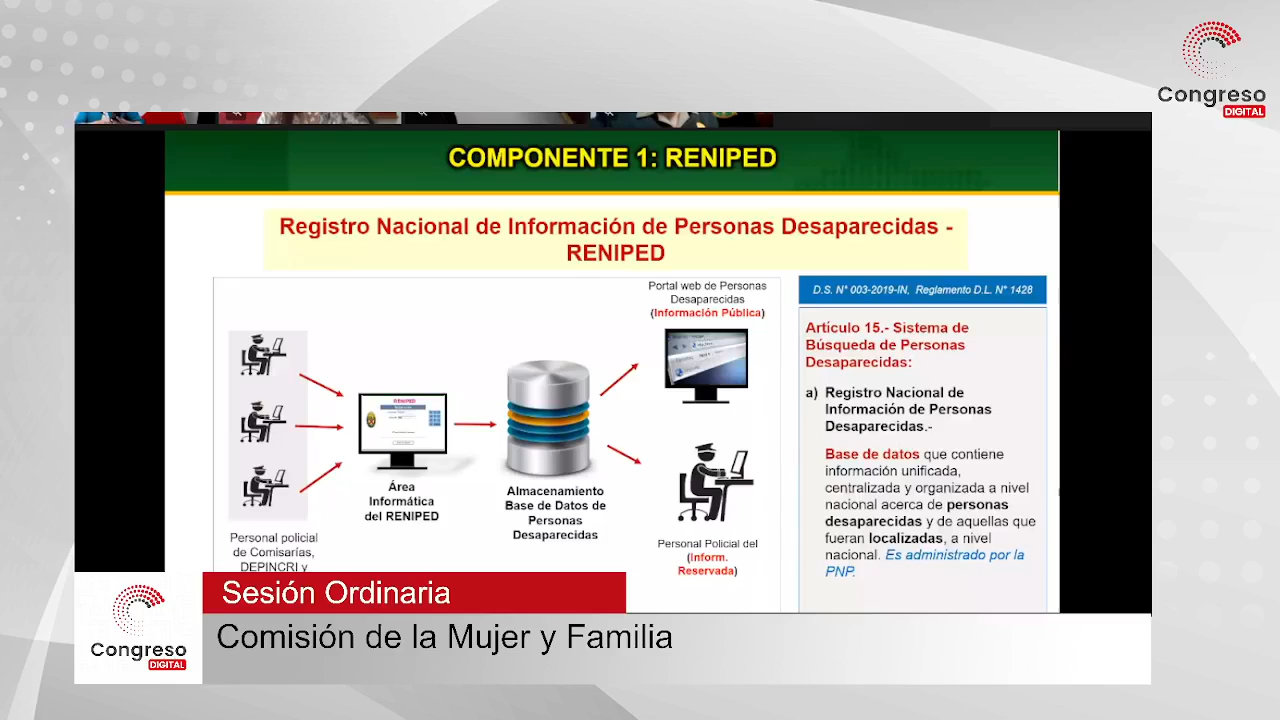 Congreso
DIGITAL
COMPONENTE 1: RENIPED
Registro Nacional de Información de Personas Desaparecidas -
RENIPED
Portal web de Personas
Desaparecidas
(Información Pública)
RENIPED
Área
Informática
del RENIPED
Almacenamiento
Base de Datos de
Personas
Desaparecidas
Personal policial
de Comisarías,
DEPINCRI y
Personal Policial del
(Inform.
Reservada)
D.S. N° 003-2019-IN, Reglamento D.L. N° 1428
Artículo 15.- Sistema de
Búsqueda de Personas
Desaparecidas:
a) Registro Nacional de
Información de Personas
Desaparecidas.-
Base de datos que contiene
información unificada,
centralizada y organizada a nivel
nacional acerca de personas
desaparecidas y de aquellas que
fueran localizadas, a nivel
nacional. Es administrado por la
PNP.
Sesión Ordinaria
Comisión de la Mujer y Familia
Congreso
DIGITAL